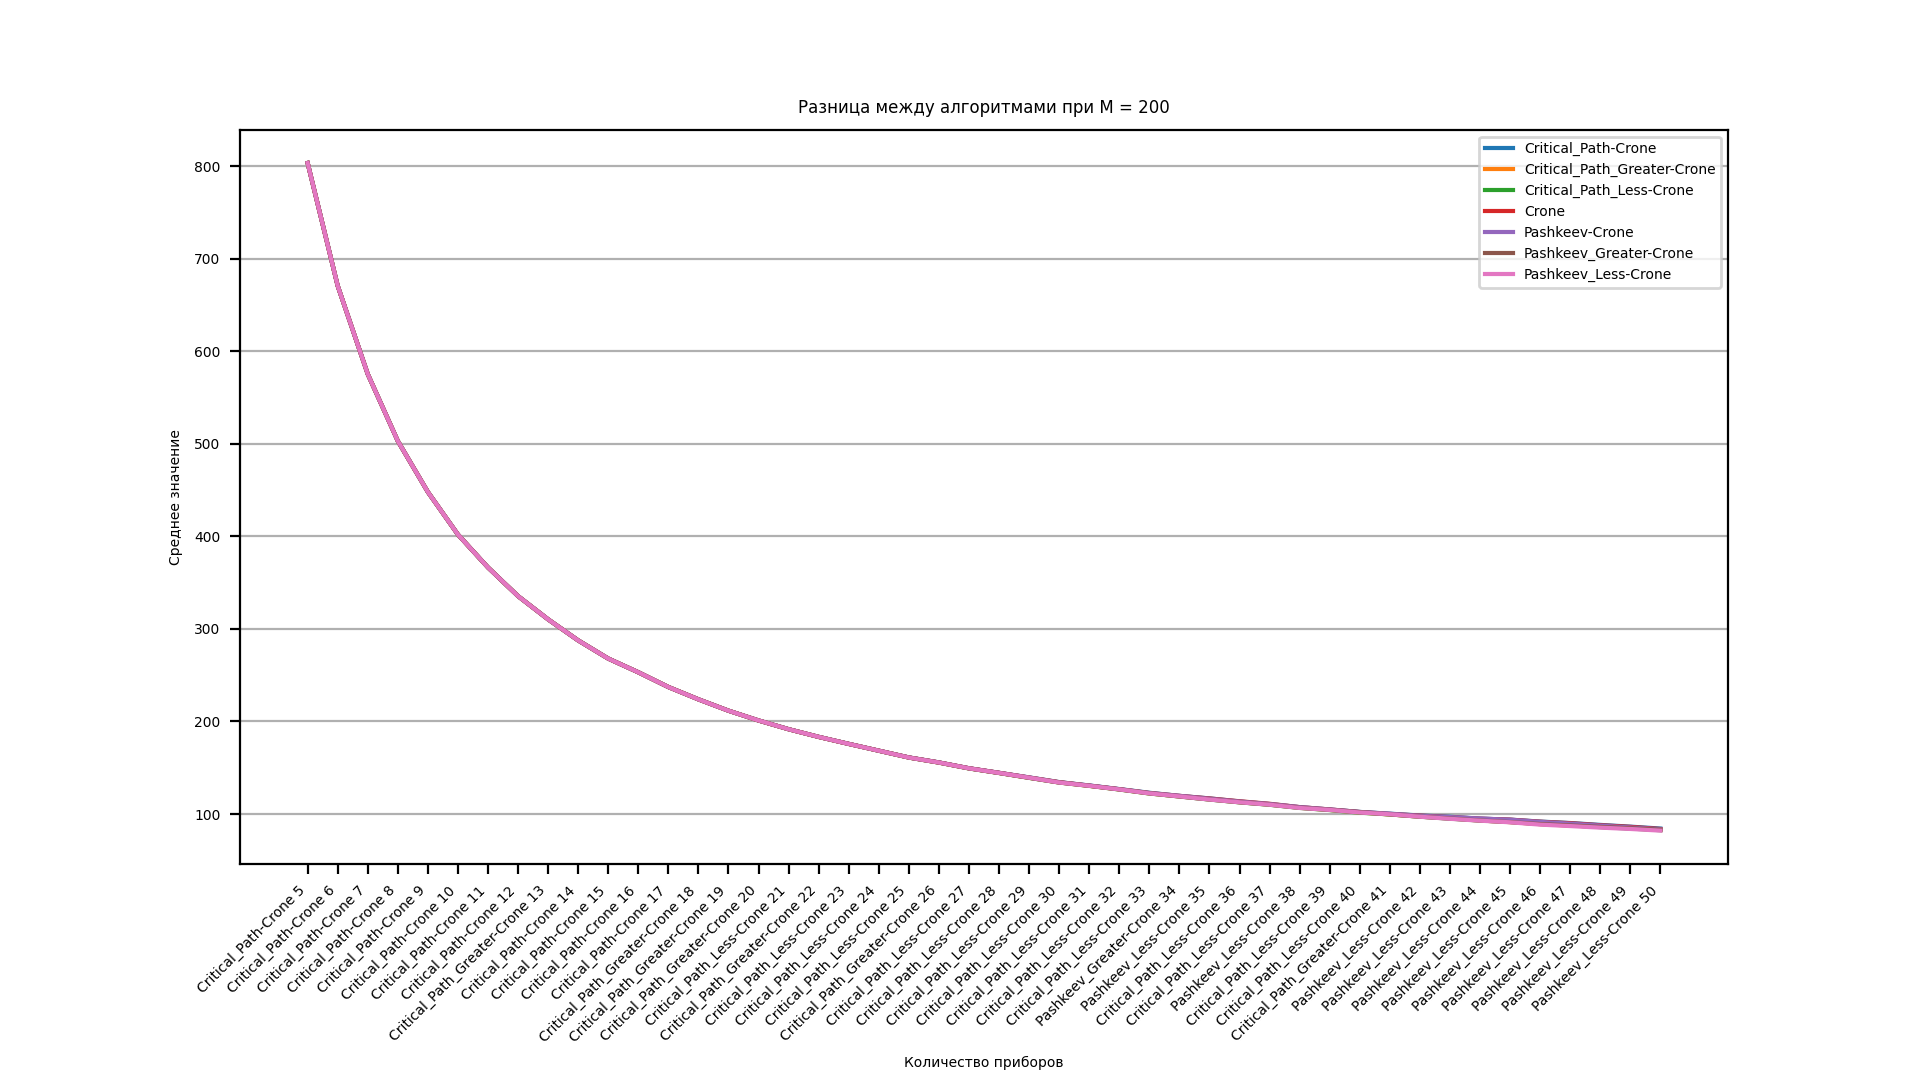 Разница между алгоритмами при M = 200
800
700
600
500
400
300
200
100
Среднее значение
Critical_Path-Crone
Critical_Path_Greater-Crone
Critical_Path_Less-Crone
Crone
Pashkeev-Crone
Pashkeev_Greater-Crone
Pashkeev_Less-Crone
Critical_Path-Crone 5
Critical_Path-Crone 6
Critical_Path-Crone 7
Critical_Path-Crone 8
Critical_Path-Crone 9
Critical_Path-Crone 10
Critical_Path-Crone 11
Critical_Path-Crone 12
Critical_Path_Greater-Crone 13
Critical_Path-Crone 14
Critical_Path-Crone 15
Critical_Path-Crone 16
Critical_Path-Crone 17
Critical_Path_Greater-Crone 18
Critical_Path_Greater-Crone 19
Critical_Path_Greater-Crone 20
Critical_Path_Less-Crone 21
Critical_Path_Greater-Crone 22
Critical_Path_Less-Crone 23
Critical_Path_Less-Crone 24
Critical_Path_Less-Crone 25
Critical_Path_Greater-Crone 26
Critical_Path_Less-Crone 27
Critical_Path_Less-Crone 28
Critical_Path_Less-Crone 29
Critical_Path_Less-Crone 30
Critical_Path_Less-Crone 31
Critical_Path_Less-Crone 32
Critical_Path_Less-Crone 33
Pashkeev_Greater-Crone 34
Pashkeev_Less-Crone 35
Critical_Path_Less-Crone 36
Critical_Path_Less-Crone 37
Pashkeev_Less-Crone 38
Critical_Path_Less-Crone 39
Critical_Path_Less-Crone 40
Critical_Path_Greater-Crone 41
Pashkeev_Less-Crone 42
Pashkeev_Less-Crone 43
Pashkeev_Less-Crone 44
Pashkeev_Less-Crone 45
Pashkeev_Less-Crone 46
Pashkeev_Less-Crone 47
Pashkeev_Less-Crone 48
Pashkeev_Less-Crone 49
Pashkeev_Less-Crone 50
Количество приборов